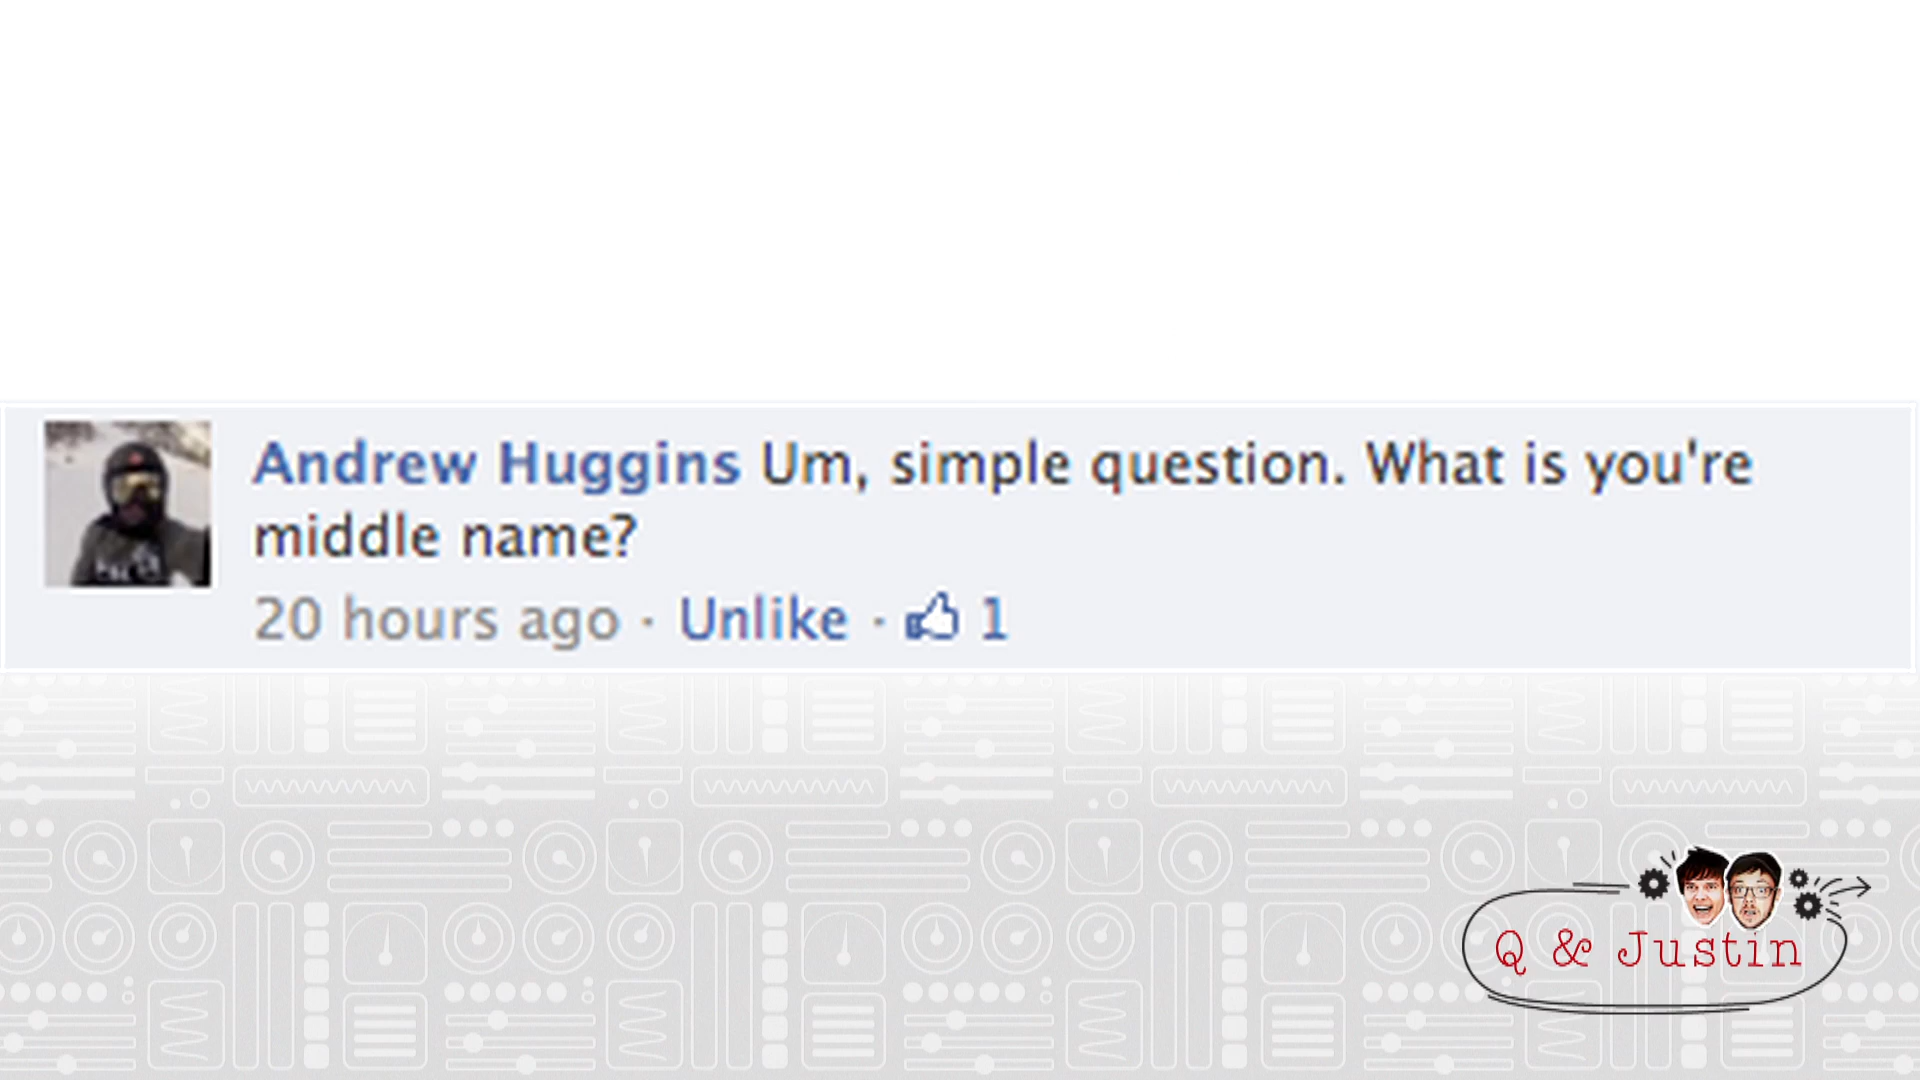 Andrew Huggins Um, simple question. What is you're
middle name?
20 hours ago · Unlike · 1
Q & Justin